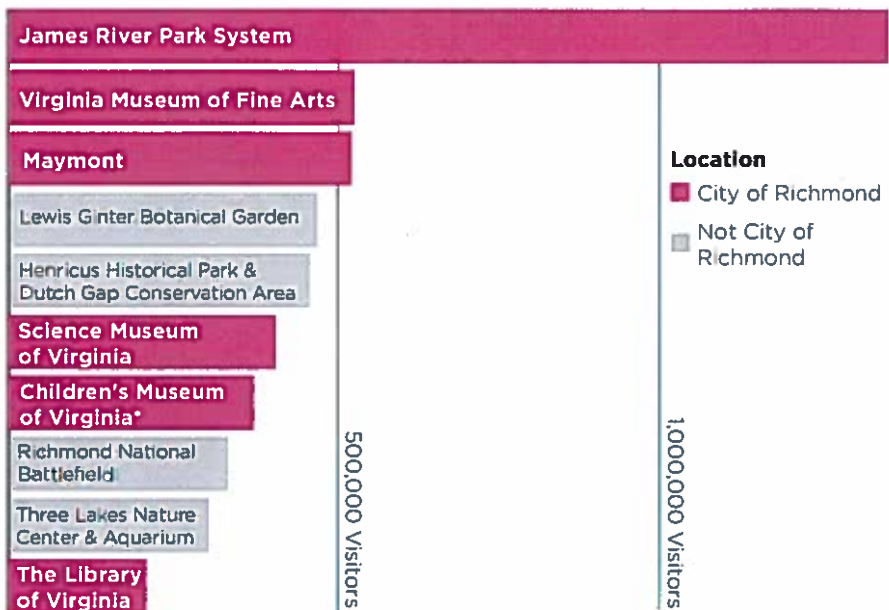 James River Park System
Virginia Museum of Fine Arts
Maymont
Lewis Ginter Botanical Garden
Henricus Historical Park &
Dutch Gap Conservation Area
Science Museum
of Virginia
Children's Museum
of Virginia*
Richmond National
Battlefield
Three Lakes Nature
Center & Aquarium
The Library
of Virginia
500,000 Visitors
1,000,000 Visitors
Location
City of Richmond
Not City of
Richmond